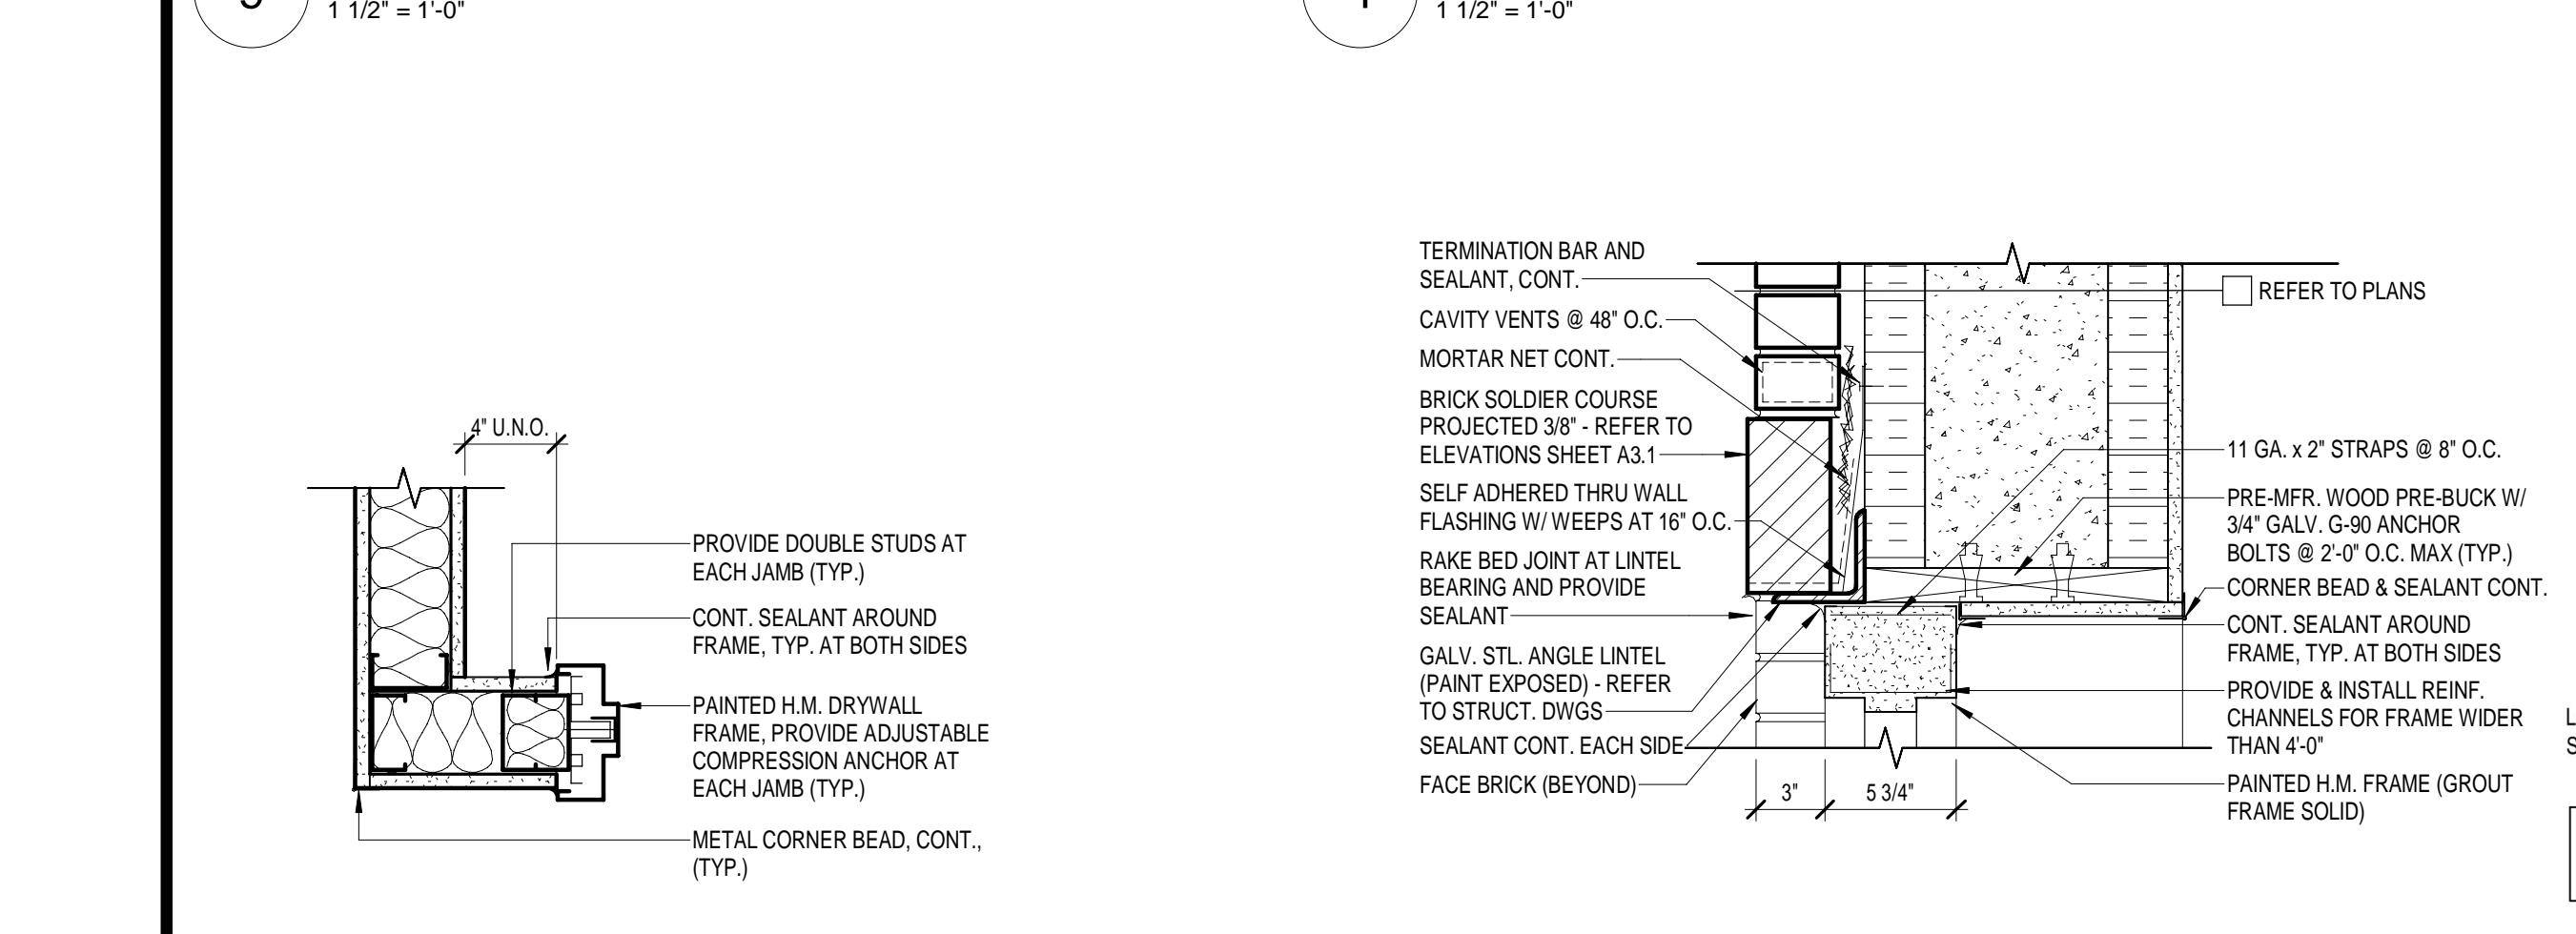 1 1/2" = 1'-0"
1 1/2" = 1'-0"
4" U.N.O.
PROVIDE DOUBLE STUDS AT
EACH JAMB (TYP.)
CONT. SEALANT AROUND
FRAME, TYP. AT BOTH SIDES
PAINTED H.M. DRYWALL
FRAME, PROVIDE ADJUSTABLE
COMPRESSION ANCHOR AT
EACH JAMB (TYP.)
METAL CORNER BEAD, CONT.,
(TYP.)
TERMINATION BAR AND
SEALANT, CONT.
CAVITY VENTS @ 48" O.C.
MORTAR NET CONT.
BRICK SOLDIER COURSE
PROJECTED 3/8" - REFER TO
ELEVATIONS SHEET A3.1
SELF ADHERED THRU WALL
FLASHING W/ WEEPS AT 16" O.C.
RAKE BED JOINT AT LINTEL
BEARING AND PROVIDE
SEALANT
GALV. STL. ANGLE LINTEL
(PAINT EXPOSED) - REFER
TO STRUCT. DWGS
SEALANT CONT. EACH SIDE
FACE BRICK (BEYOND)
3"
5 3/4"
REFER TO PLANS
11 GA. x 2" STRAPS @ 8" O.C.
PRE-MFR. WOOD PRE-BUCK W/
3/4" GALV. G-90 ANCHOR
BOLTS @ 2'-0" O.C. MAX (TYP.)
CORNER BEAD & SEALANT CONT.
CONT. SEALANT AROUND
FRAME, TYP. AT BOTH SIDES
PROVIDE & INSTALL REINF.
CHANNELS FOR FRAME WIDER
THAN 4'-0"
PAINTED H.M. FRAME (GROUT
FRAME SOLID)